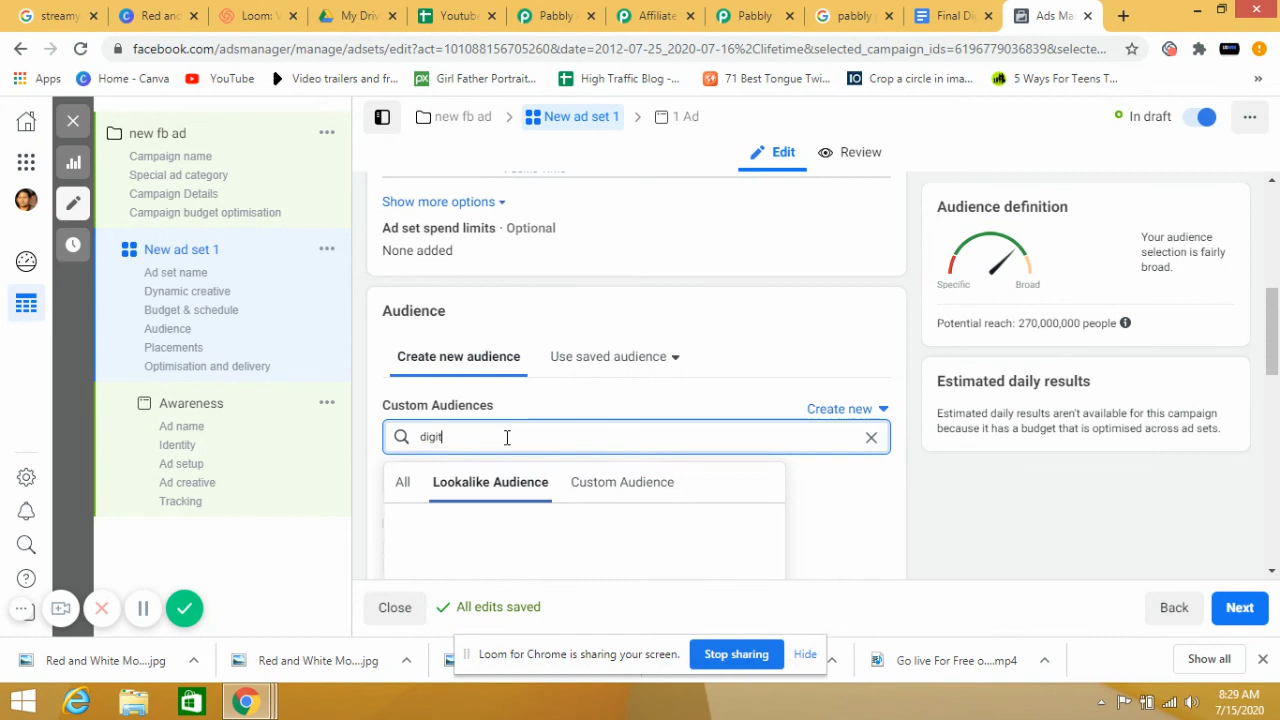 streamy
Red and
Loom: V
My Driv
Youtube
Pabbly
Affiliate
Pabbly
pabbly
Final Di
Ads Ma
facebook.com/adsmanager/manage/adsets/edit?act=101088156705260&date=2012-07-25_2020-07-16%2Clifetime&selected_campaign_ids=6196779036839&selecte...
Apps
Home - Canva
YouTube
Video trailers and fr...
Girl Father Portrait...
High Traffic Blog -...
71 Best Tongue Twi...
Crop a circle in ima...
5 Ways For Teens T...
new fb ad
Campaign name
Special ad category
Campaign Details
Campaign budget optimisation
New ad set 1
Ad set name
Dynamic creative
Budget & schedule
Audience
Placements
Optimisation and delivery
Awareness
Ad name
Identity
Ad setup
Ad creative
Tracking
new fb ad
New ad set 1
1 Ad
In draft
Edit
Review
Show more options
Ad set spend limits · Optional
None added
Audience
Create new audience
Use saved audience
Custom Audiences
Create new
digit
All
Lookalike Audience
Custom Audience
Audience definition
Specific
Broad
Your audience
selection is fairly
broad.
Potential reach: 270,000,000 people
Estimated daily results
Estimated daily results aren't available for this campaign
because it has a budget that is optimised across ad sets.
Close
All edits saved
Back
Next
Loom for Chrome is sharing your screen.
Stop sharing
Hide
Red and White Mo....jpg
Red and White Mo....jpg
Go live For Free o....mp4
Show all
8:29 AM
7/15/2020